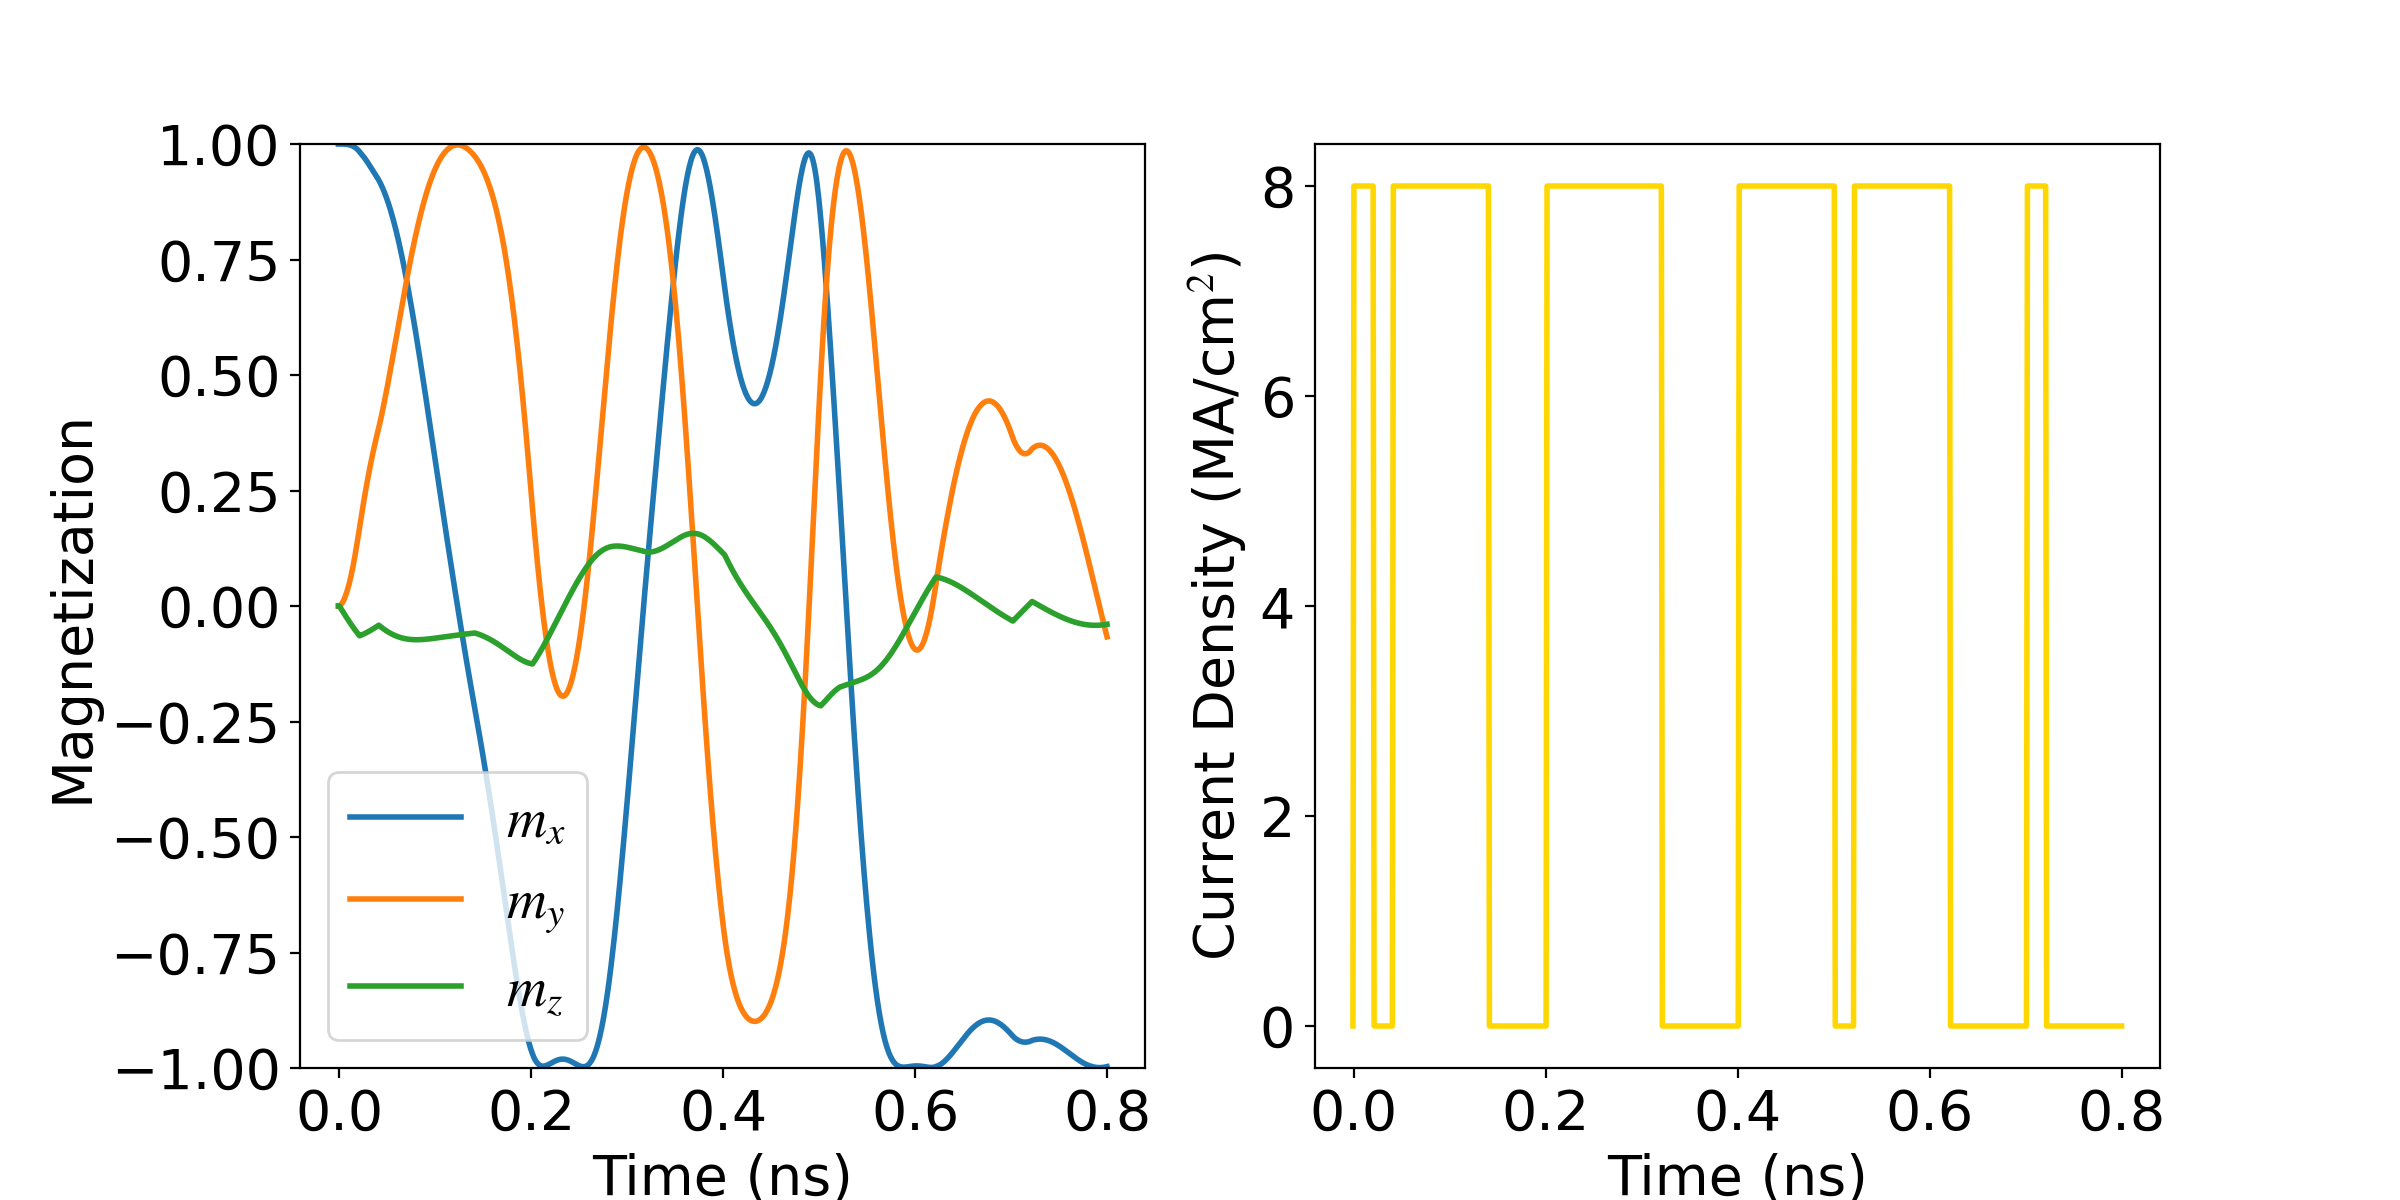 Magnetization
1.00
0.75
0.50
0.25
0.00
−0.25
−0.50
−0.75
−1.00
m_x
m_y
m_z
0.0 0.2 0.4 0.6 0.8
Time (ns)
Current Density (MA/cm²)
8
6
4
2
0
0.0 0.2 0.4 0.6 0.8
Time (ns)